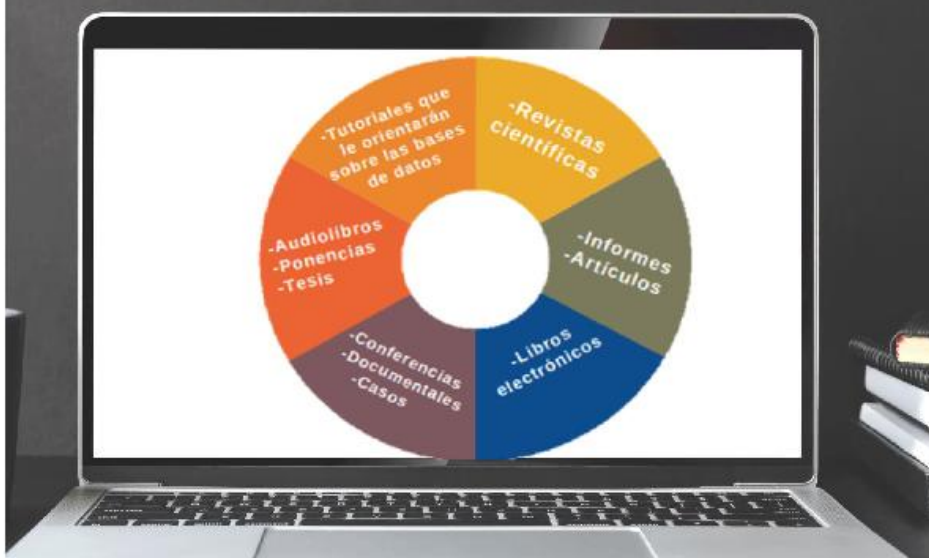 -Tutoriales que
le orientarán
sobre las bases
de datos
-Revistas
científicas
-Informes
-Artículos
-Libros
electrónicos
-Conferencias
-Documentales
-Casos
-Audiolibros
-Ponencias
-Tesis